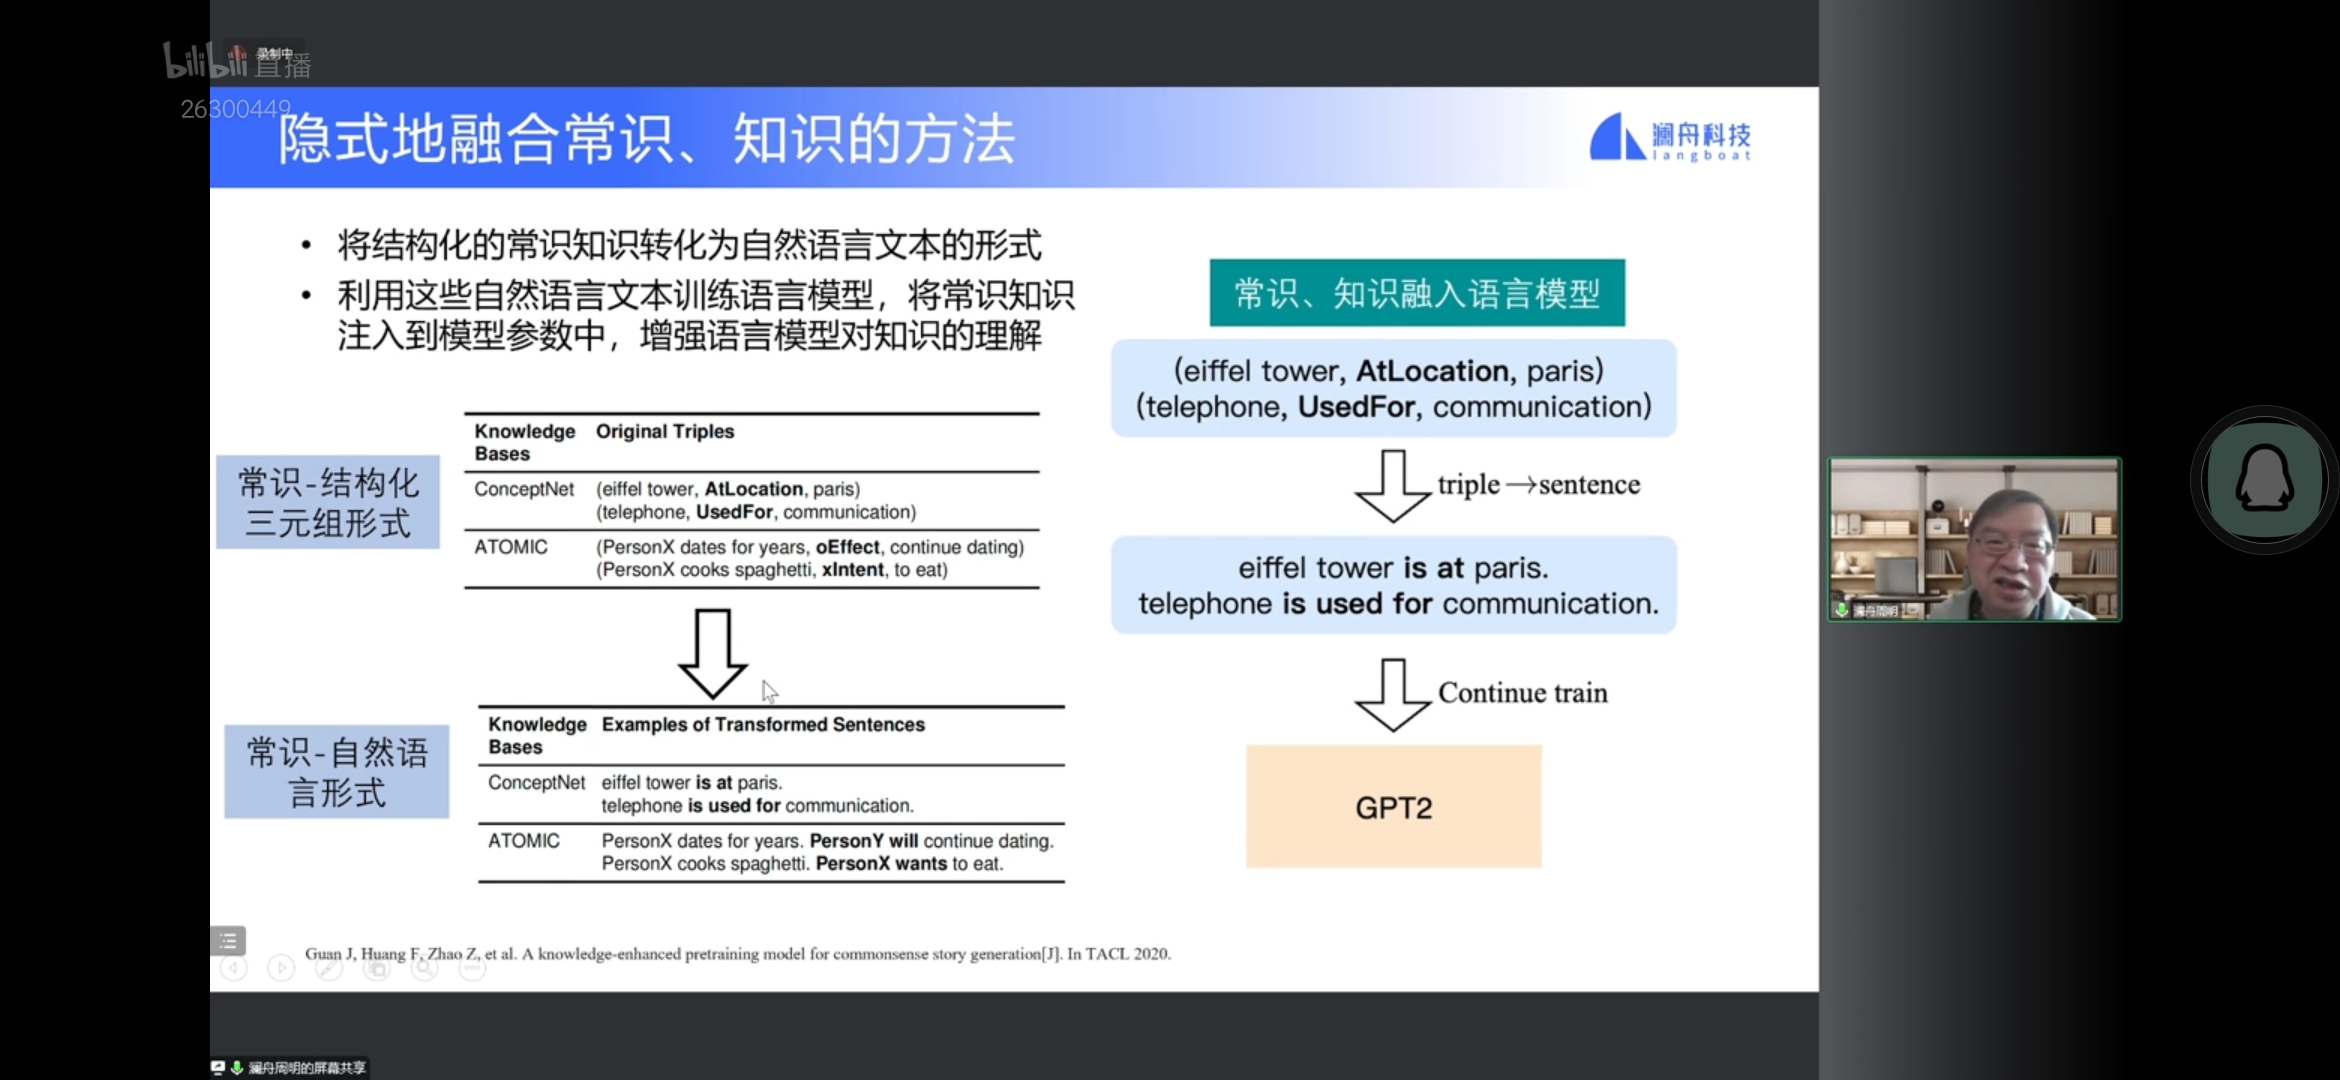 bilibili 直播
录制中
26300449
隐式地融合常识、知识的方法
澜舟科技
langboat
• 将结构化的常识知识转化为自然语言文本的形式
• 利用这些自然语言文本训练语言模型，将常识知识
注入到模型参数中，增强语言模型对知识的理解
常识-结构化
三元组形式
Knowledge Bases Original Triples
ConceptNet (eiffel tower, AtLocation, paris)
(telephone, UsedFor, communication)
ATOMIC (PersonX dates for years, oEffect, continue dating)
(PersonX cooks spaghetti, xIntent, to eat)
常识-自然语
言形式
Knowledge Bases Examples of Transformed Sentences
ConceptNet eiffel tower is at paris.
telephone is used for communication.
ATOMIC PersonX dates for years. PersonY will continue dating.
PersonX cooks spaghetti. PersonX wants to eat.
常识、知识融入语言模型
(eiffel tower, AtLocation, paris)
(telephone, UsedFor, communication)
triple→sentence
eiffel tower is at paris.
telephone is used for communication.
Continue train
GPT2
Guan J, Huang F, Zhao Z, et al. A knowledge-enhanced pretraining model for commonsense story generation[J]. In TACL 2020.
澜舟周明
澜舟周明的屏幕共享